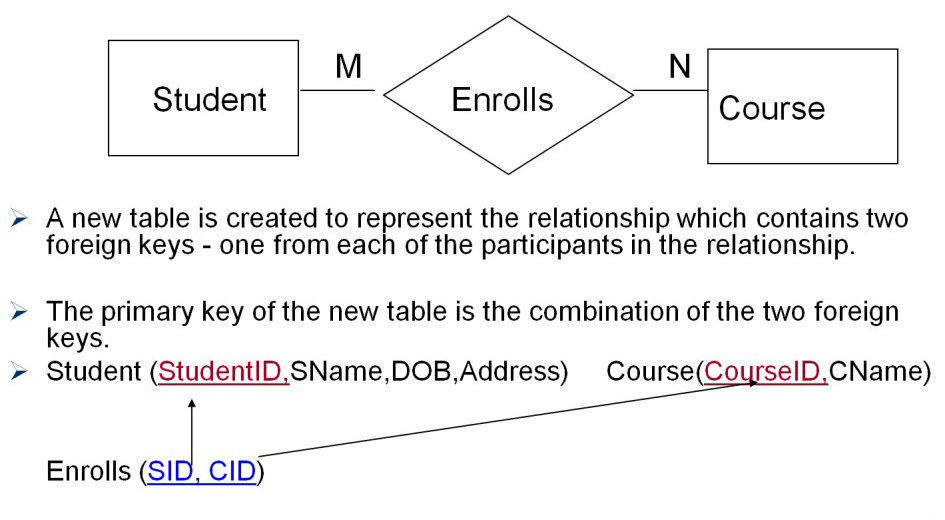 Student M Enrolls N Course
A new table is created to represent the relationship which contains two
foreign keys - one from each of the participants in the relationship.
The primary key of the new table is the combination of the two foreign
keys.
Student (StudentID,SName,DOB,Address) Course(CourseID,CName)
Enrolls (SID, CID)